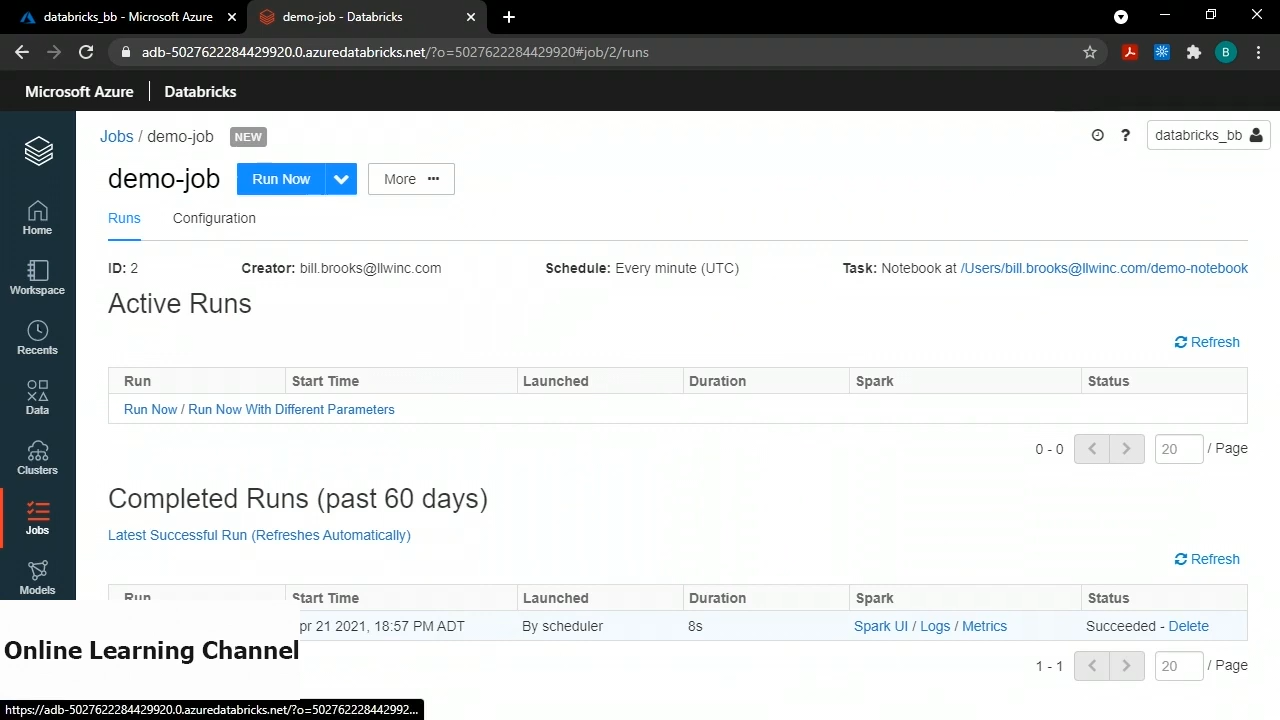 databricks_bb - Microsoft Azure
demo-job - Databricks
adb-5027622284429920.0.azuredatabricks.net/?o=5027622284429920#job/2/runs
B
Microsoft Azure Databricks
Jobs / demo-job NEW
? databricks_bb
demo-job Run Now More
Runs Configuration
ID: 2 Creator: bill.brooks@llwinc.com Schedule: Every minute (UTC) Task: Notebook at /Users/bill.brooks@llwinc.com/demo-notebook
Active Runs
Refresh
Run Start Time Launched Duration Spark Status
Run Now / Run Now With Different Parameters
0 - 0 20 / Page
Completed Runs (past 60 days)
Latest Successful Run (Refreshes Automatically)
Refresh
Run Start Time Launched Duration Spark Status
pr 21 2021, 18:57 PM ADT By scheduler 8s Spark UI / Logs / Metrics Succeeded - Delete
1 - 1 20 / Page
Home
Workspace
Recents
Data
Clusters
Jobs
Models
Online Learning Channel
https://adb-5027622284429920.0.azuredatabricks.net/?o=502762228442992...